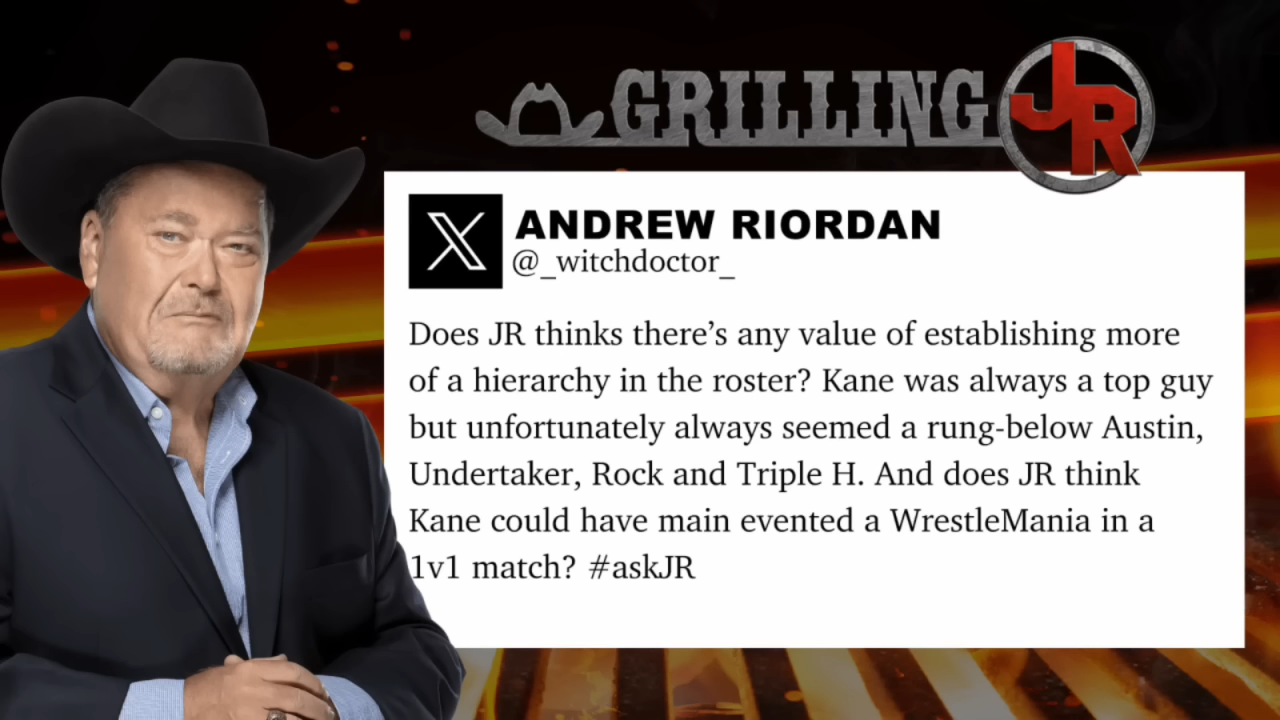 GRILLING JR
ANDREW RIORDAN
@_witchdoctor_
Does JR thinks there’s any value of establishing more
of a hierarchy in the roster? Kane was always a top guy
but unfortunately always seemed a rung-below Austin,
Undertaker, Rock and Triple H. And does JR think
Kane could have main evented a WrestleMania in a
1v1 match? #askJR